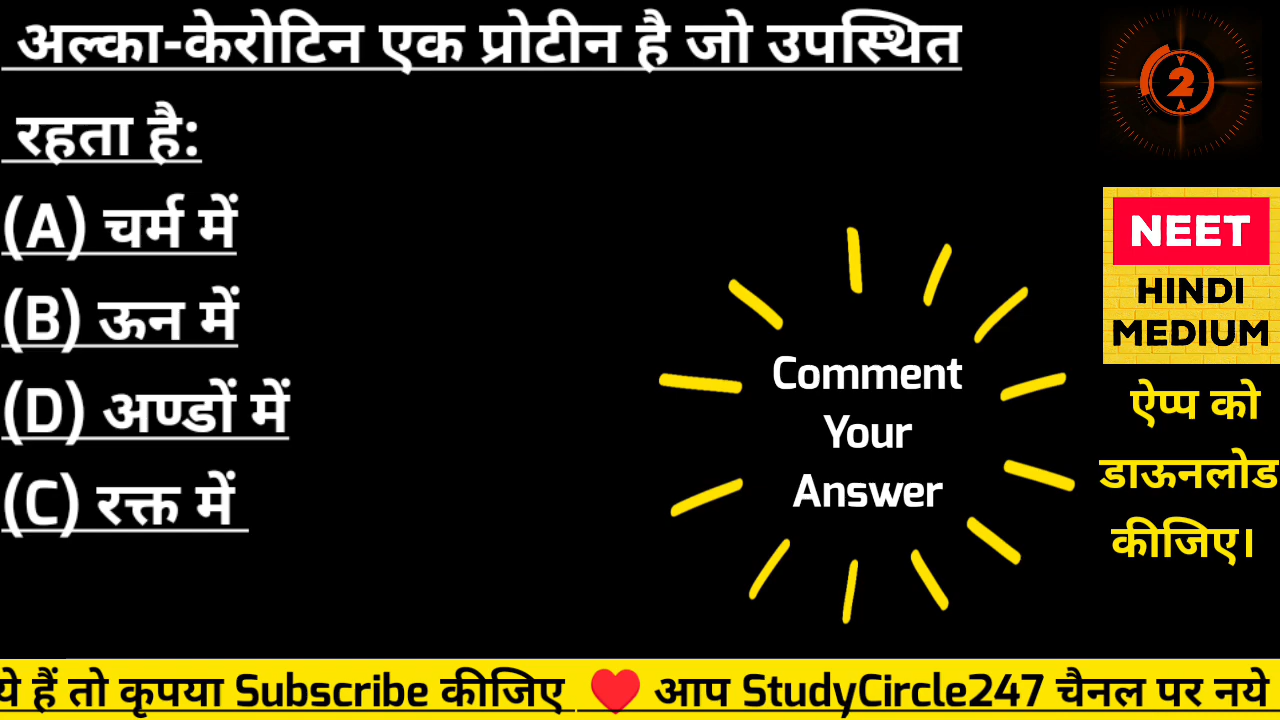 अल्का-केरोटिन एक प्रोटीन है जो उपस्थित
रहता है:
(A) चर्म में
(B) ऊन में
(D) अण्डों में
(C) रक्त में
2
NEET
HINDI
MEDIUM
ऐप्प को
डाऊनलोड
कीजिए।
Comment
Your
Answer
ये हैं तो कृपया Subscribe कीजिए ❤️ आप StudyCircle247 चैनल पर नये